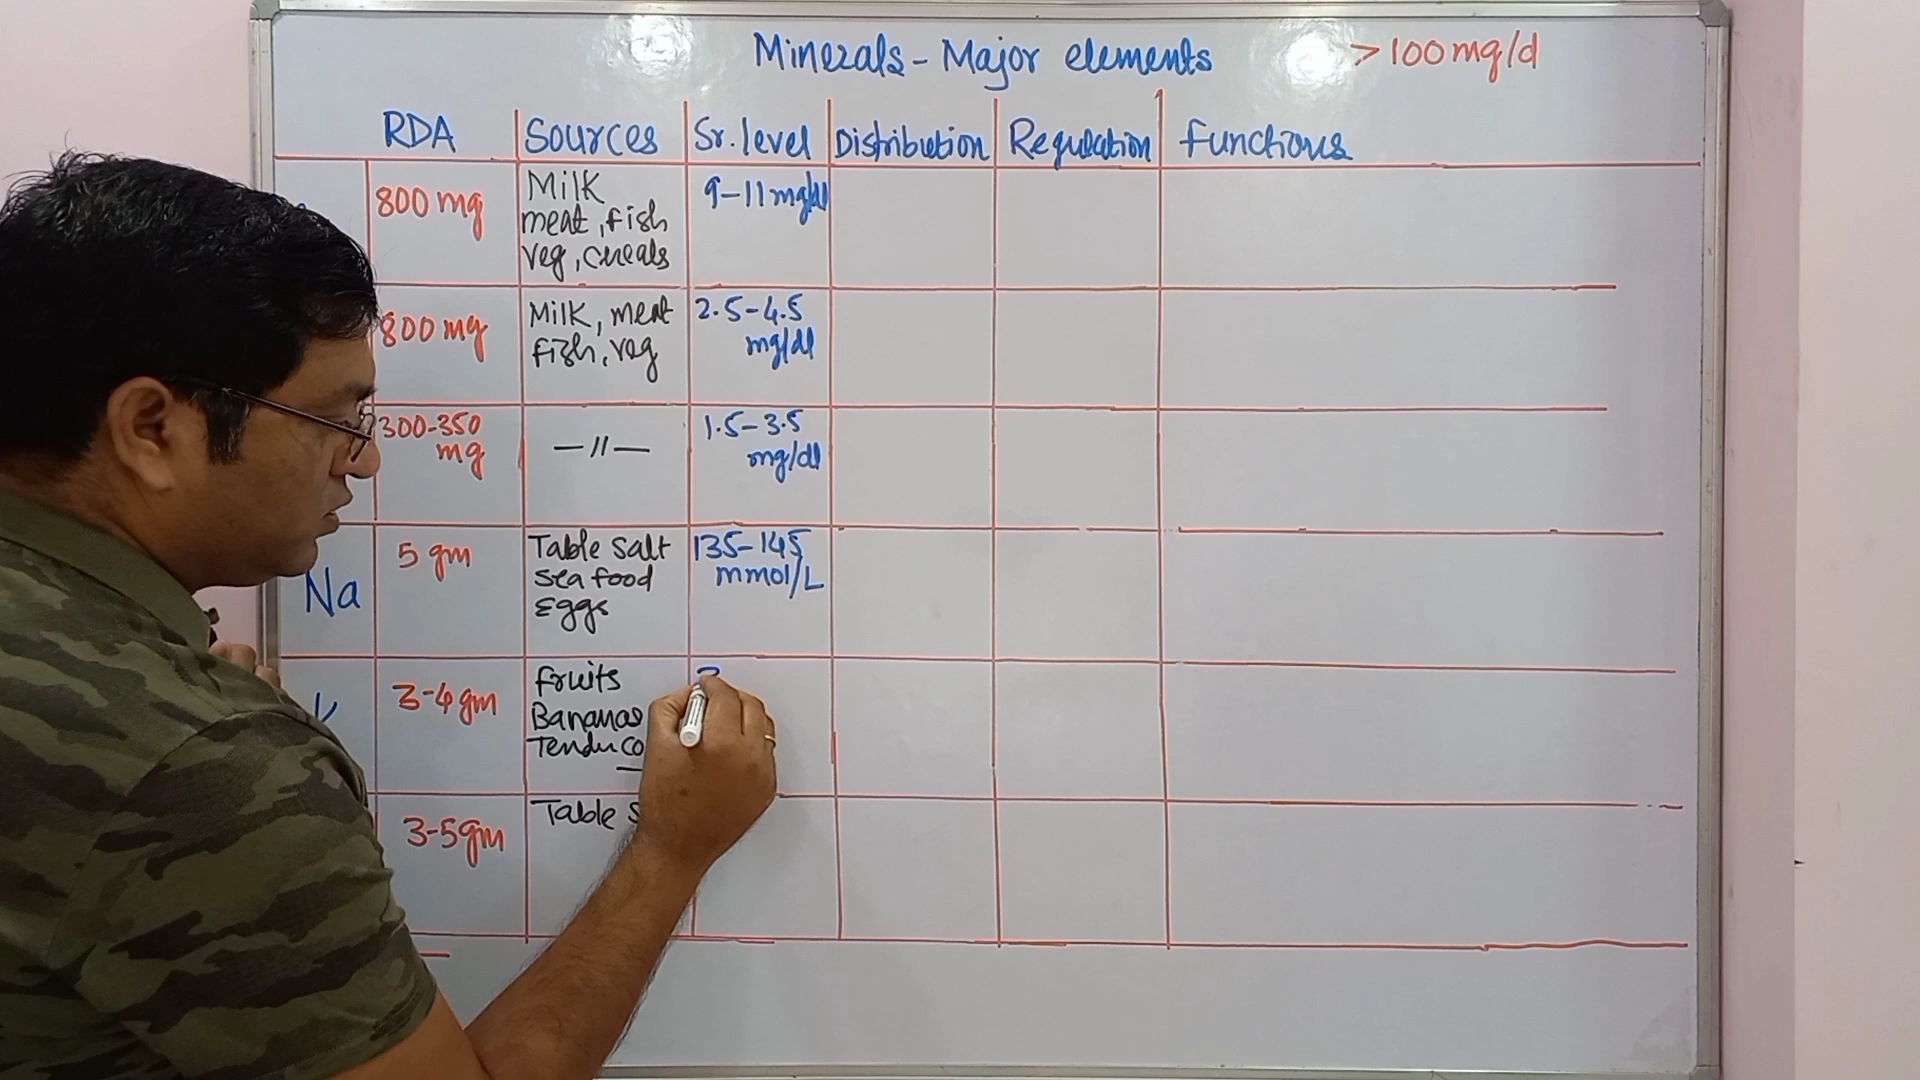 Minerals - Major elements
> 100 mg/d
RDA
Sources
Sr. level
Distribution
Regulation
Functions
800 mg
Milk
meat, fish
veg, cereals
9-11 mg/dl
800 mg
Milk, meat
fish, veg
2.5-4.5
mg/dl
300-350
mg
—//—
1.5-3.5
mg/dl
Na
5 gm
Table Salt
Sea food
Eggs
135-145
mmol/L
K
3-4 gm
Fruits
Bananas
Tender
3-5 gm
Table